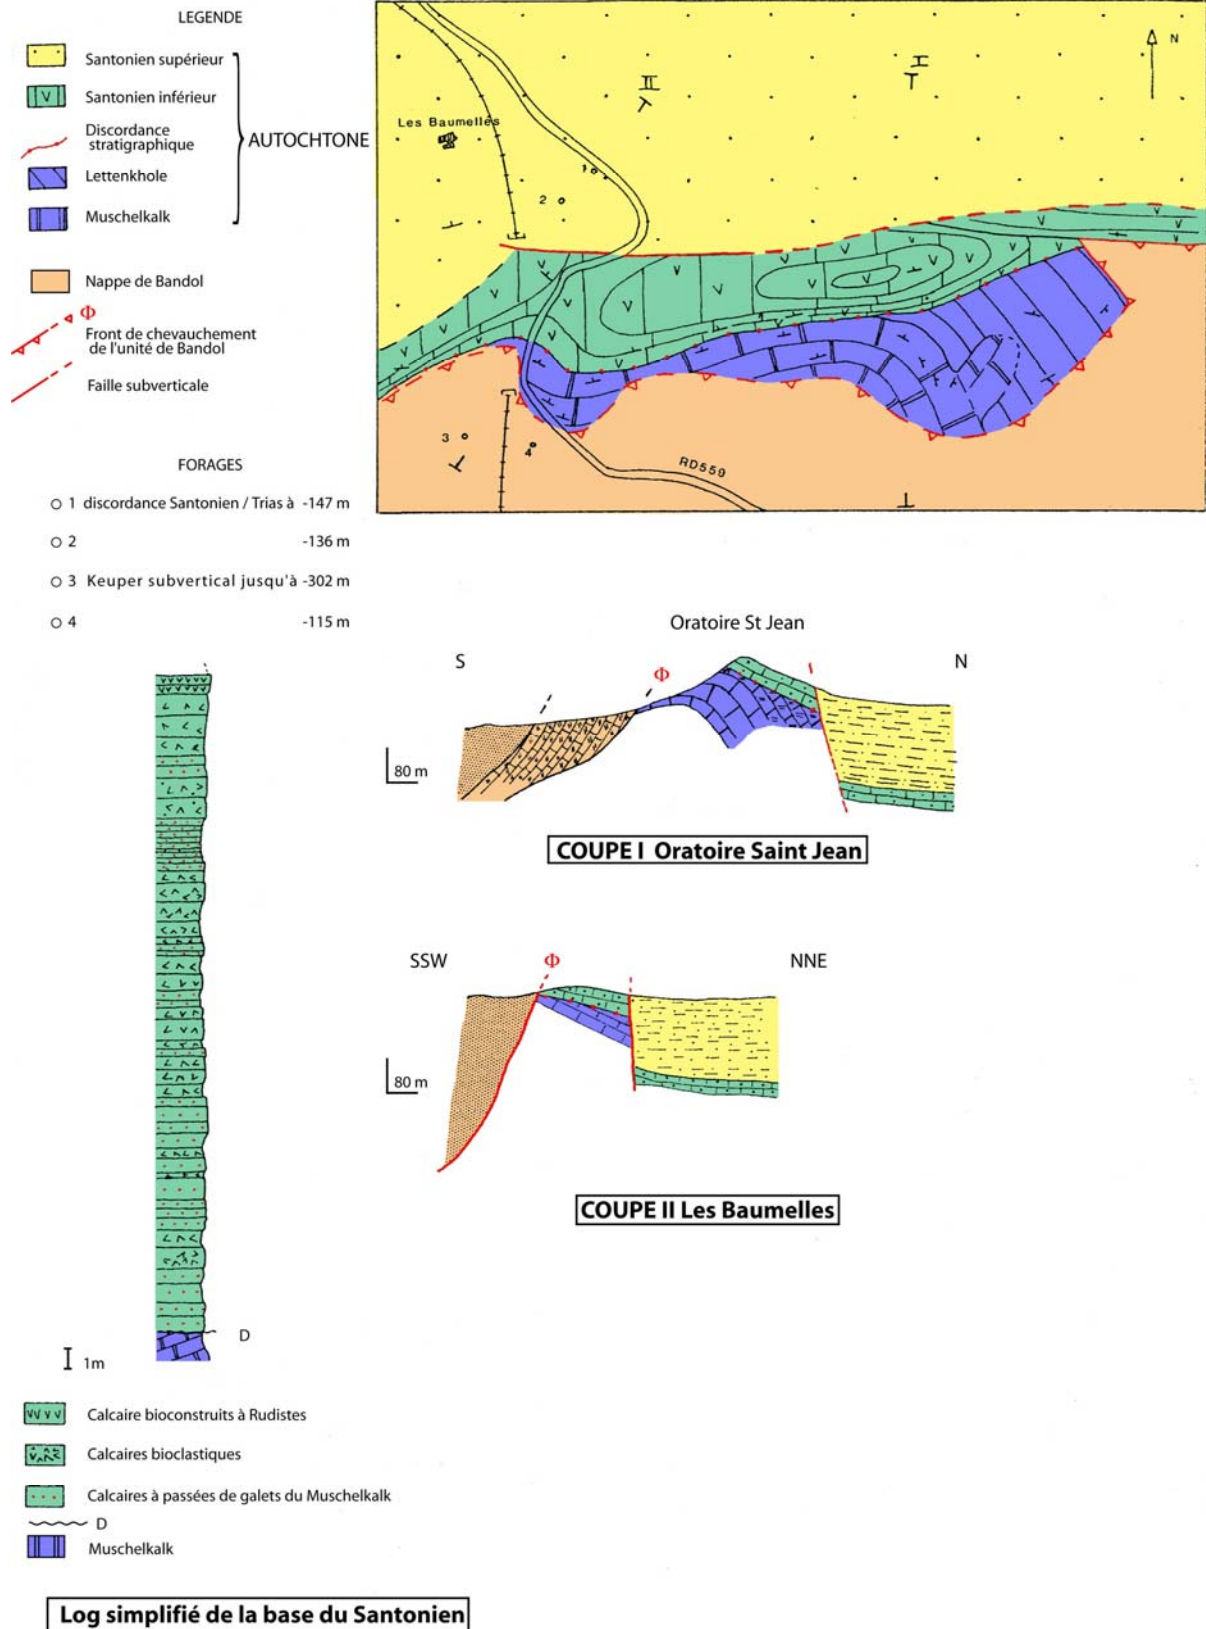 LEGENDE
Santonien supérieur
Santonien inférieur
Discordance
stratigraphique
Lettenkhole
Muschelkalk
AUTOCHTONE
Nappe de Bandol
Φ
Front de chevauchement
de l'unité de Bandol
Faille subverticale
N
II
I
Les Baumelles
1
2
3
4
RD559
FORAGES
1 discordance Santonien / Trias à -147 m
2 -136 m
3 Keuper subvertical jusqu'à -302 m
4 -115 m
Oratoire St Jean
S
Φ
N
80 m
COUPE I Oratoire Saint Jean
SSW
Φ
NNE
80 m
COUPE II Les Baumelles
D
1m
Calcaire bioconstruits à Rudistes
Calcaires bioclastiques
Calcaires à passées de galets du Muschelkalk
D
Muschelkalk
Log simplifié de la base du Santonien